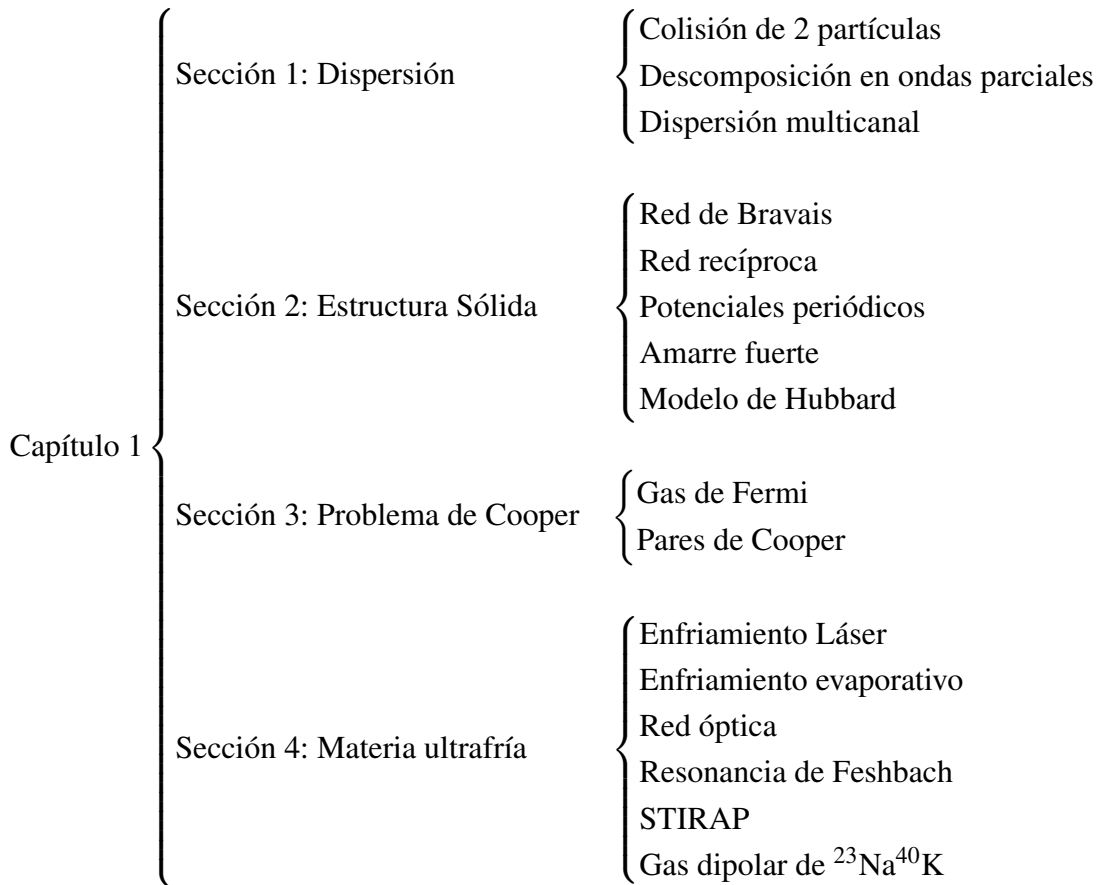 Capítulo 1
Sección 1: Dispersión
Colisión de 2 partículas
Descomposición en ondas parciales
Dispersión multicanal
Sección 2: Estructura Sólida
Red de Bravais
Red recíproca
Potenciales periódicos
Amarre fuerte
Modelo de Hubbard
Sección 3: Problema de Cooper
Gas de Fermi
Pares de Cooper
Sección 4: Materia ultrafría
Enfriamiento Láser
Enfriamiento evaporativo
Red óptica
Resonancia de Feshbach
STIRAP
Gas dipolar de ²³Na⁴⁰K